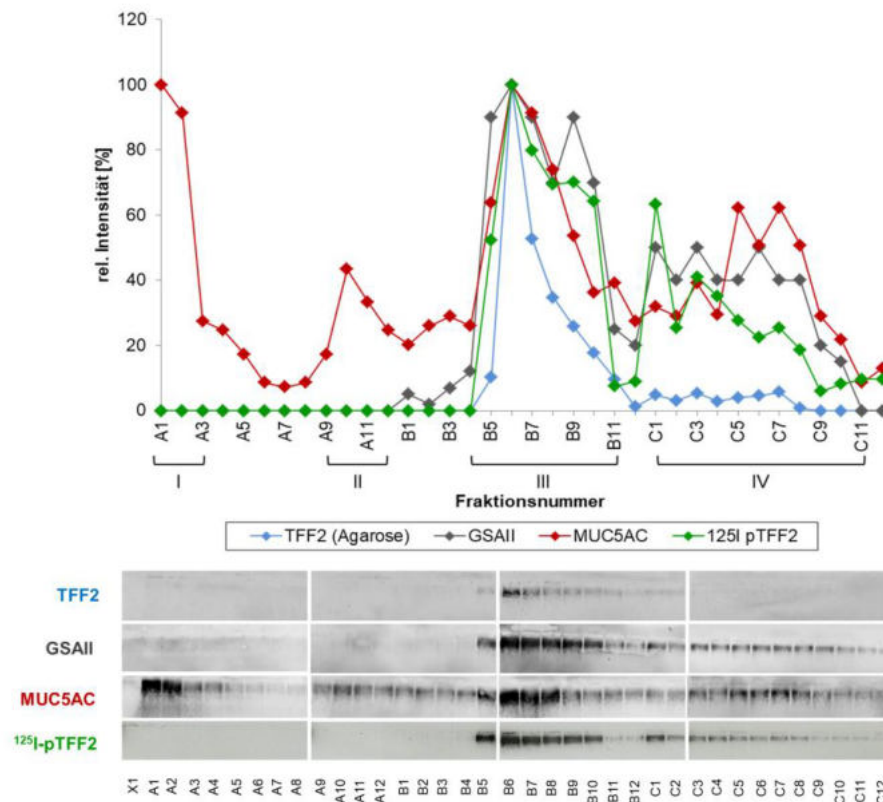 120
100
80
60
40
20
0
rel. Intensität [%]
A1 A3 A5 A7 A9 A11 B1 B3 B5 B7 B9 B11 C1 C3 C5 C7 C9 C11
I II III IV
Fraktionsnummer
TFF2 (Agarose) GSAII MUC5AC 125I pTFF2
TFF2
GSAII
MUC5AC
¹²⁵I-pTFF2
X1 A1 A2 A3 A4 A5 A6 A7 A8 A9 A10 A11 A12 B1 B2 B3 B4 B5 B6 B7 B8 B9 B10 B11 B12 C1 C2 C3 C4 C5 C6 C7 C8 C9 C10 C11 C12